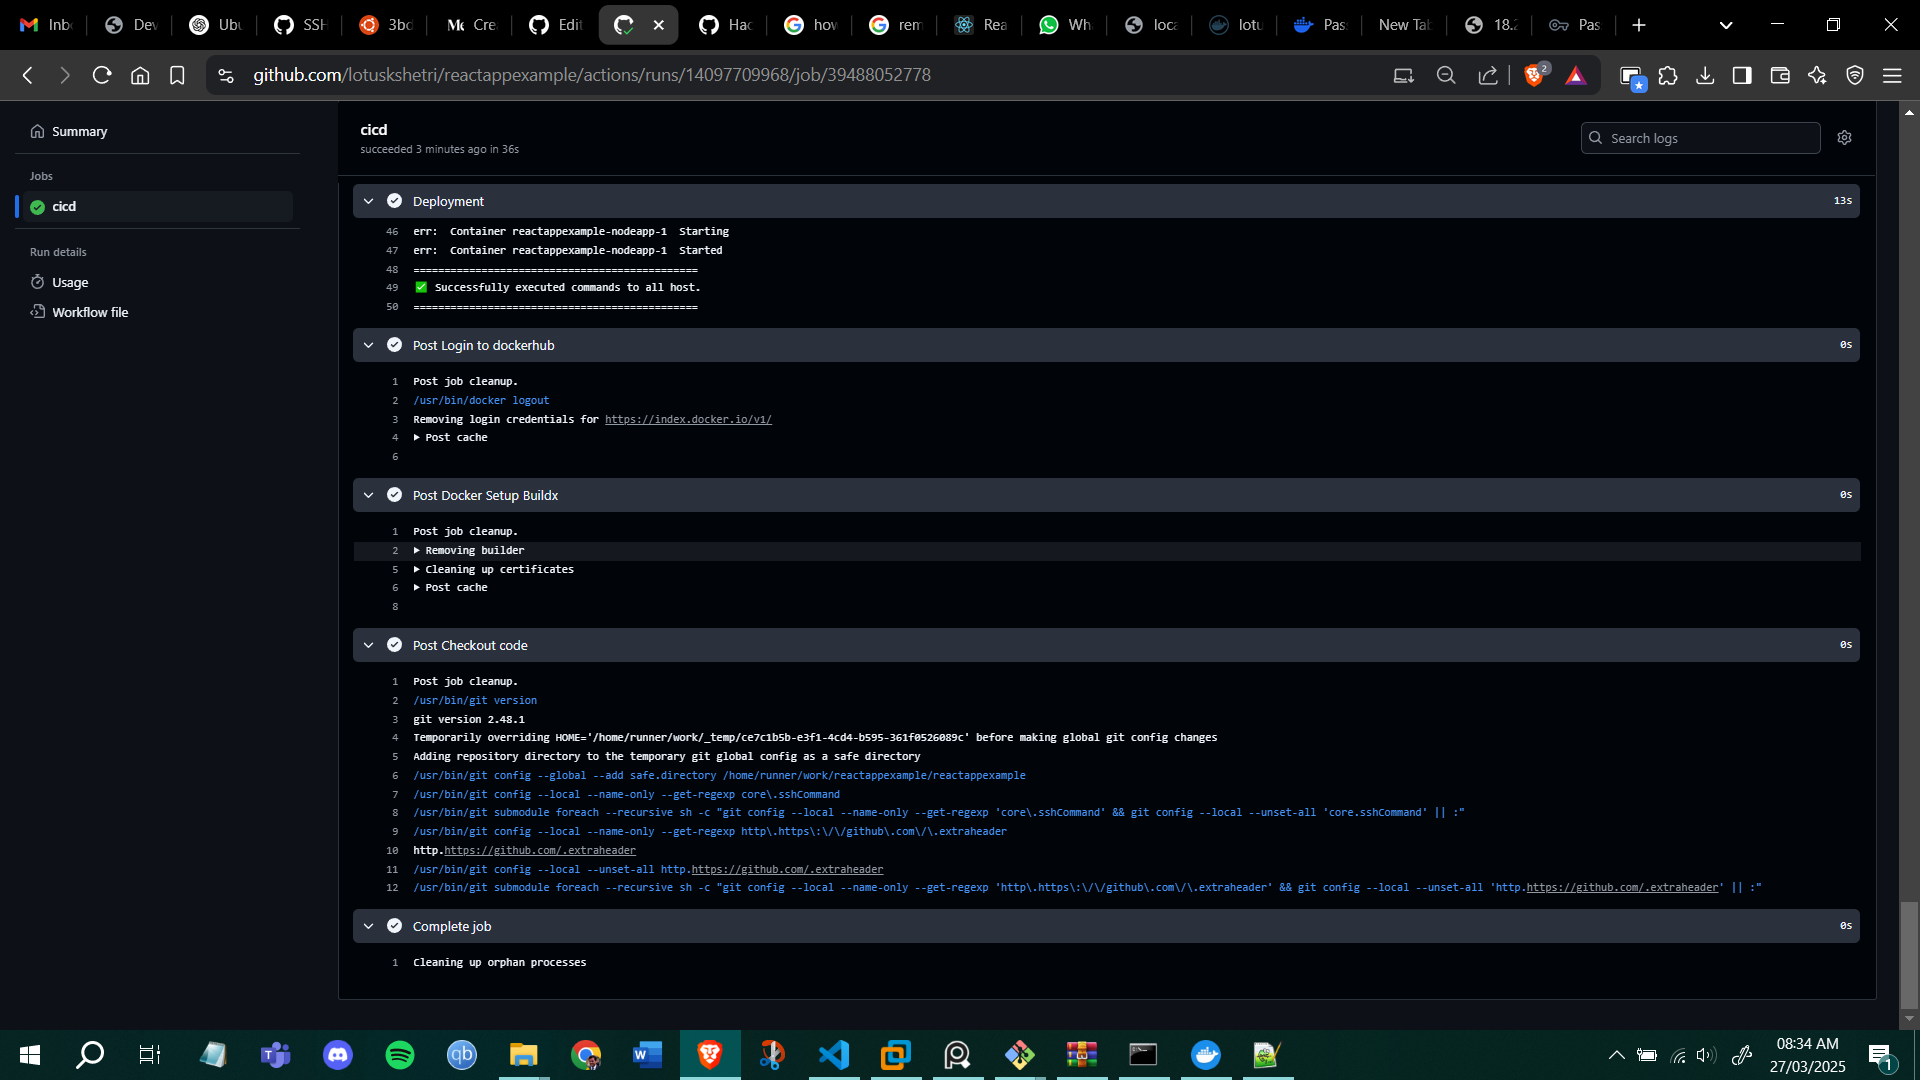 Inb
Dev
Ubu
SSH
3bd
Cre
Edit
Hac
how
rem
Rea
Wh
loca
lotu
Pas
New Tab
18.2
Pas
github.com/lotuskshetri/reactappexample/actions/runs/14097709968/job/39488052778
2
Summary
Jobs
cicd
Run details
Usage
Workflow file
cicd
succeeded 3 minutes ago in 36s
Search logs
Deployment 13s
46 err: Container reactappexample-nodeapp-1 Starting
47 err: Container reactappexample-nodeapp-1 Started
48 ==============================================
49 ✅ Successfully executed commands to all host.
50 ==============================================
Post Login to dockerhub 0s
1 Post job cleanup.
2 /usr/bin/docker logout
3 Removing login credentials for https://index.docker.io/v1/
4 ▶ Post cache
6
Post Docker Setup Buildx 0s
1 Post job cleanup.
2 ▶ Removing builder
5 ▶ Cleaning up certificates
6 ▶ Post cache
8
Post Checkout code 0s
1 Post job cleanup.
2 /usr/bin/git version
3 git version 2.48.1
4 Temporarily overriding HOME='/home/runner/work/_temp/ce7c1b5b-e3f1-4cd4-b595-361f0526089c' before making global git config changes
5 Adding repository directory to the temporary git global config as a safe directory
6 /usr/bin/git config --global --add safe.directory /home/runner/work/reactappexample/reactappexample
7 /usr/bin/git config --local --name-only --get-regexp core\.sshCommand
8 /usr/bin/git submodule foreach --recursive sh -c "git config --local --name-only --get-regexp 'core\.sshCommand' && git config --local --unset-all 'core.sshCommand' || :"
9 /usr/bin/git config --local --name-only --get-regexp http\.https\:\/\/github\.com\/\.extraheader
10 http.https://github.com/.extraheader
11 /usr/bin/git config --local --unset-all http.https://github.com/.extraheader
12 /usr/bin/git submodule foreach --recursive sh -c "git config --local --name-only --get-regexp 'http\.https\:\/\/github\.com\/\.extraheader' && git config --local --unset-all 'http.https://github.com/.extraheader' || :"
Complete job 0s
1 Cleaning up orphan processes
08:34 AM
27/03/2025
1